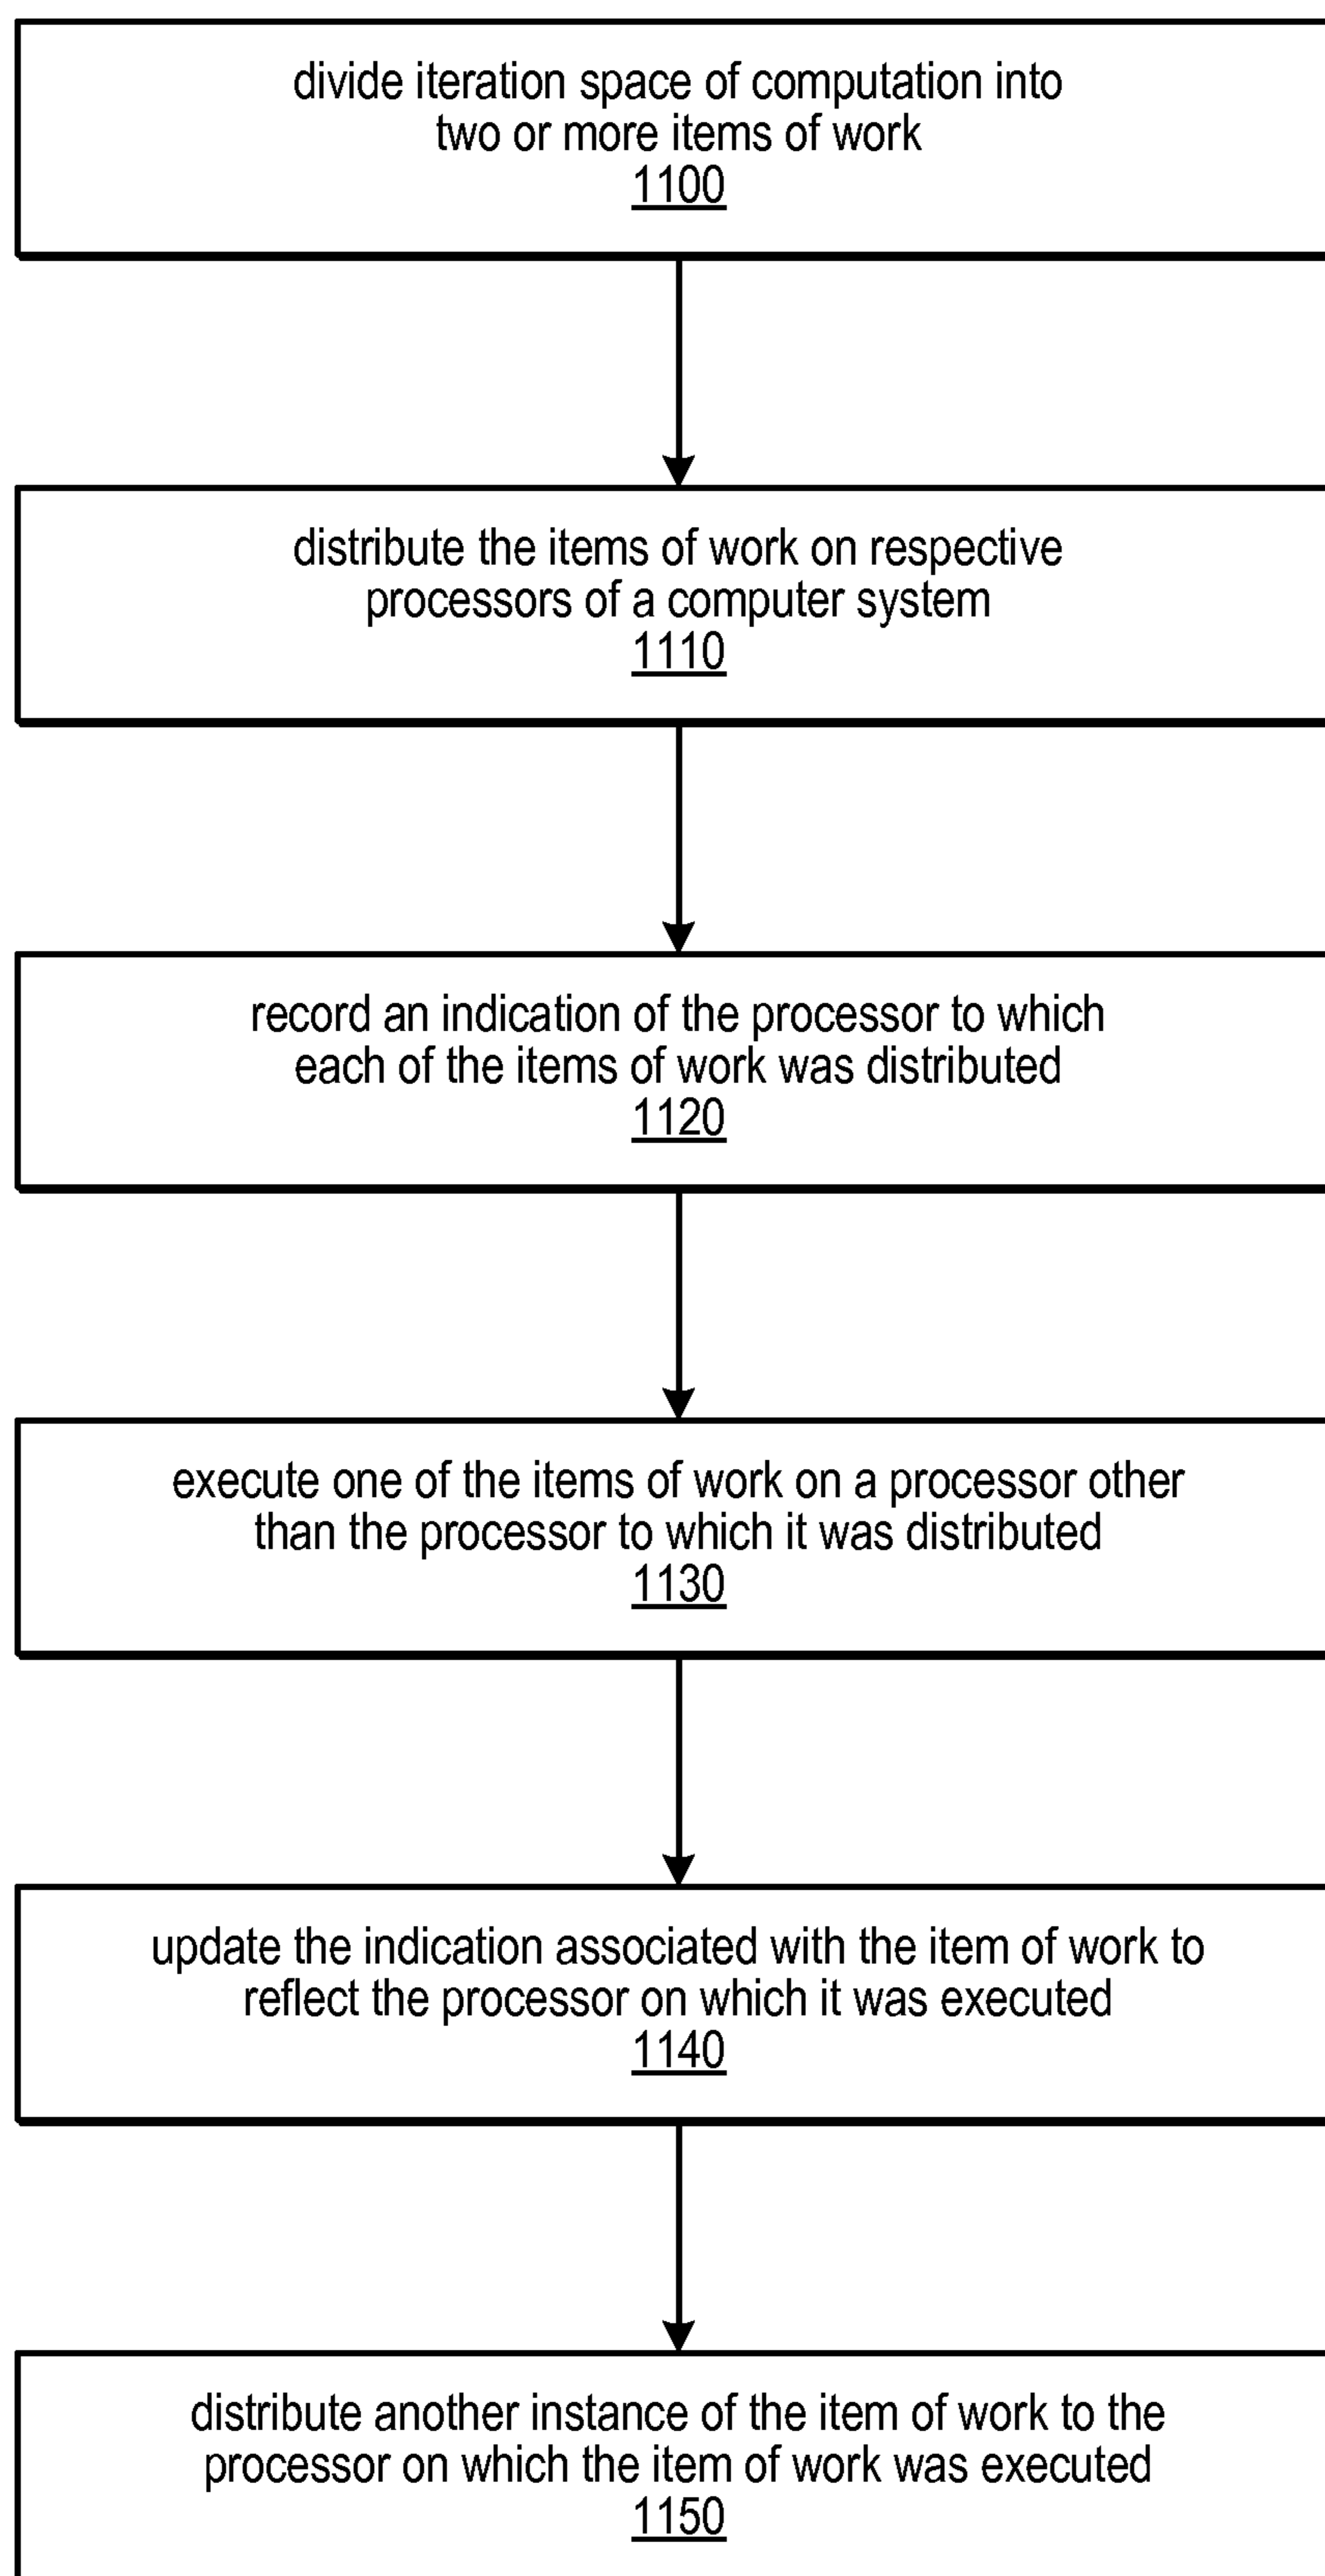 divide iteration space of computation into
two or more items of work
1100
distribute the items of work on respective
processors of a computer system
1110
record an indication of the processor to which
each of the items of work was distributed
1120
execute one of the items of work on a processor other
than the processor to which it was distributed
1130
update the indication associated with the item of work to
reflect the processor on which it was executed
1140
distribute another instance of the item of work to the
processor on which the item of work was executed
1150